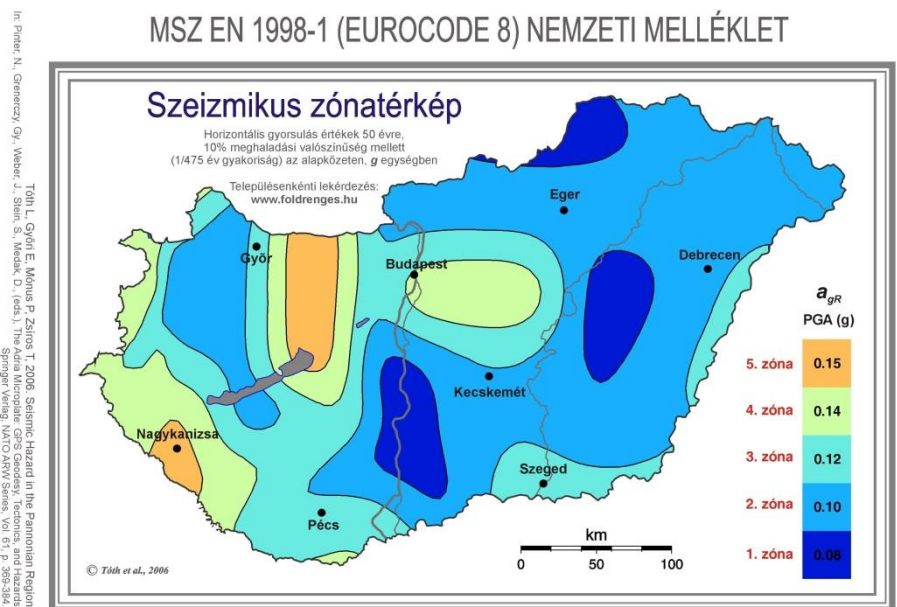 MSZ EN 1998-1 (EUROCODE 8) NEMZETI MELLÉKLET
Szeizmikus zónatérkép
Horizontális gyorsulás értékek 50 évre,
10% meghaladási valószínűség mellett
(1/475 év gyakoriság) az alapkőzeten, g egységben
Településenkénti lekérdezés:
www.foldrenges.hu
Eger
Győr
Budapest
Debrecen
Kecskemét
Nagykanizsa
Szeged
Pécs
agR
PGA (g)
5. zóna 0.15
4. zóna 0.14
3. zóna 0.12
2. zóna 0.10
1. zóna 0.08
km
0 50 100
© Tóth et al., 2006
Tóth L, Győri E, Mónus P, Zsíros T, 2006. Seismic Hazard in the Pannonian Region
In: Pinter, N., Grenerczy, Gy., Weber, J., Stein, S., Medak, D., (eds.), The Adria Microplate: GPS Geodesy, Tectonics, and Hazards
Springer Verlag, NATO ARW Series, Vol. 61, p. 369-384.